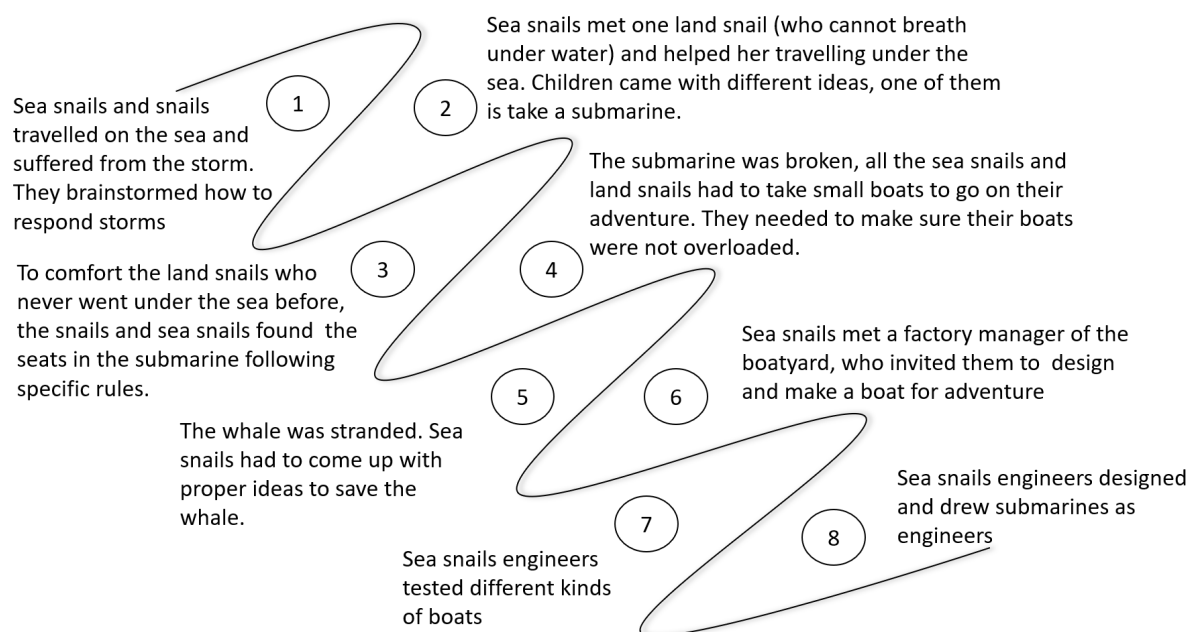 1
Sea snails and snails
travelled on the sea and
suffered from the storm.
They brainstormed how to
respond storms
2
Sea snails met one land snail (who cannot breath
under water) and helped her travelling under the
sea. Children came with different ideas, one of them
is take a submarine.
3
To comfort the land snails who
never went under the sea before,
the snails and sea snails found the
seats in the submarine following
specific rules.
4
The submarine was broken, all the sea snails and
land snails had to take small boats to go on their
adventure. They needed to make sure their boats
were not overloaded.
5
The whale was stranded. Sea
snails had to come up with
proper ideas to save the
whale.
6
Sea snails met a factory manager of the
boatyard, who invited them to design
and make a boat for adventure
7
Sea snails engineers
tested different kinds
of boats
8
Sea snails engineers designed
and drew submarines as
engineers